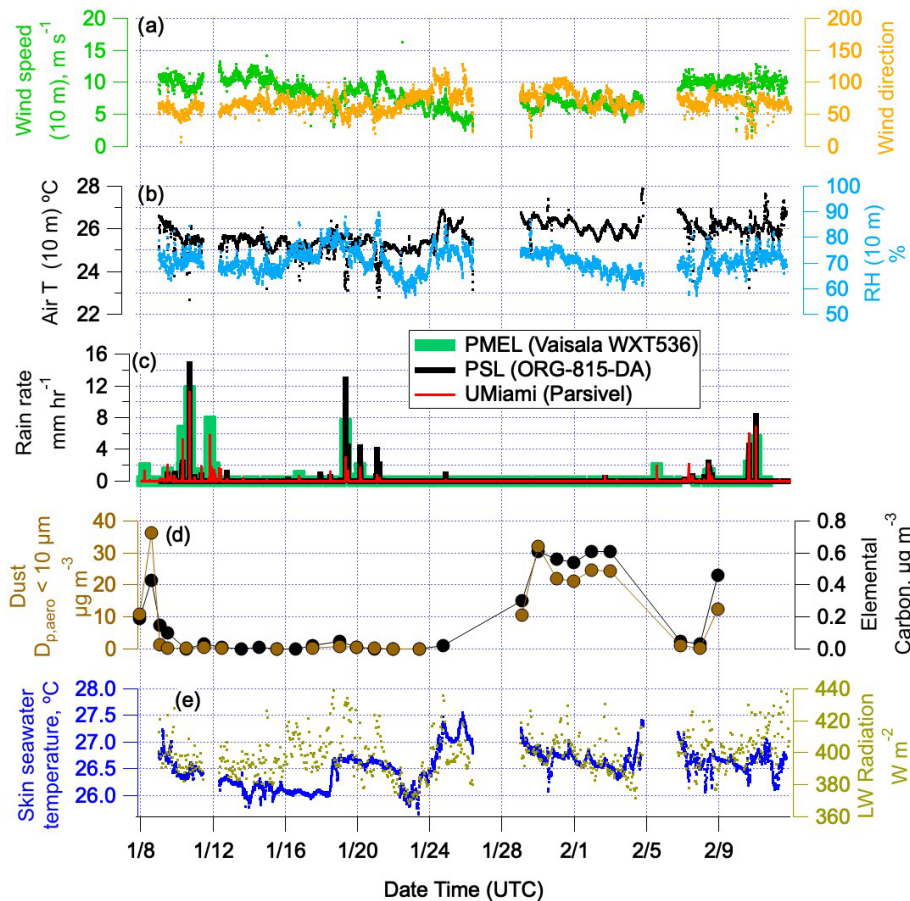 (a)
Wind speed
(10 m), m s⁻¹
20
15
10
5
0
200
150
100
50
0
Wind direction
(b)
Air T (10 m) ºC
28
26
24
22
100
90
80
70
60
50
RH (10 m)
%
(c)
Rain rate
mm hr⁻¹
16
12
8
4
0
PMEL (Vaisala WXT536)
PSL (ORG-815-DA)
UMiami (Parsivel)
(d)
Dust
Dp,aero < 10 µm
µg m⁻³
40
30
20
10
0
0.8
0.6
0.4
0.2
0.0
Elemental
Carbon, µg m⁻³
(e)
Skin seawater
temperature, ºC
28.0
27.5
27.0
26.5
26.0
440
420
400
380
360
LW Radiation
W m⁻²
1/8 1/12 1/16 1/20 1/24 1/28 2/1 2/5 2/9
Date Time (UTC)